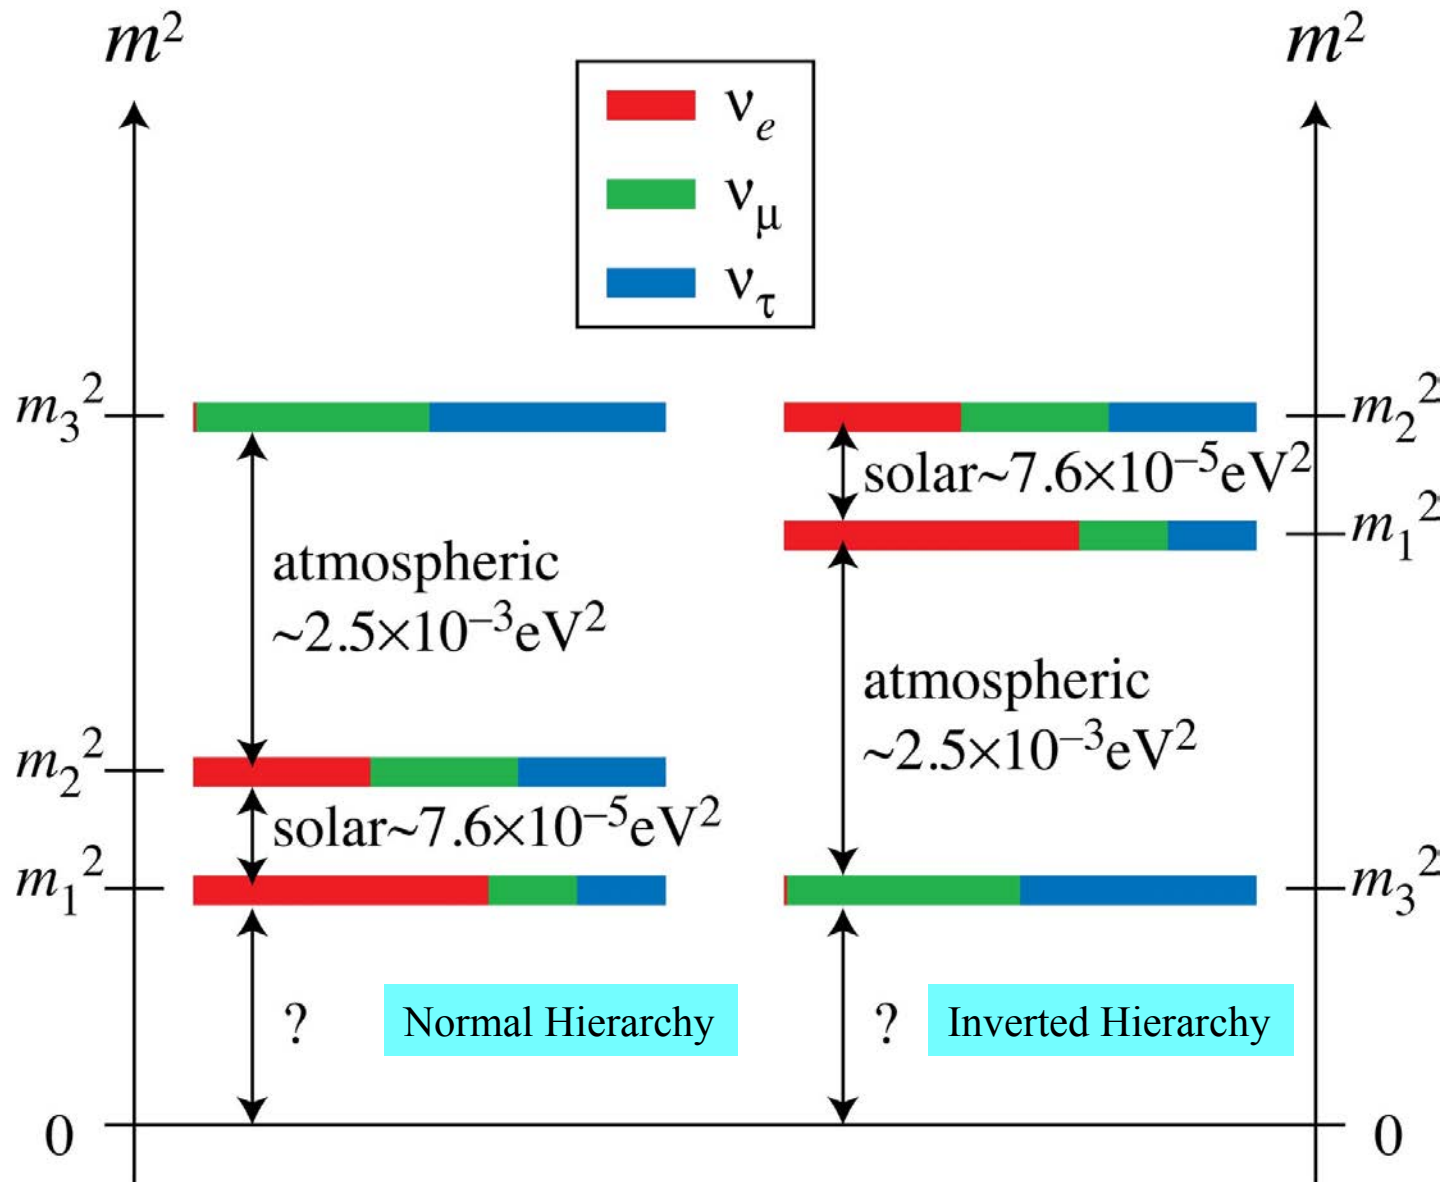 m²
m²
νe
νμ
ντ
m₃²
m₂²
solar~7.6×10⁻⁵eV²
m₁²
atmospheric
~2.5×10⁻³eV²
atmospheric
~2.5×10⁻³eV²
m₂²
solar~7.6×10⁻⁵eV²
m₁²
m₃²
?
Normal Hierarchy
?
Inverted Hierarchy
0
0